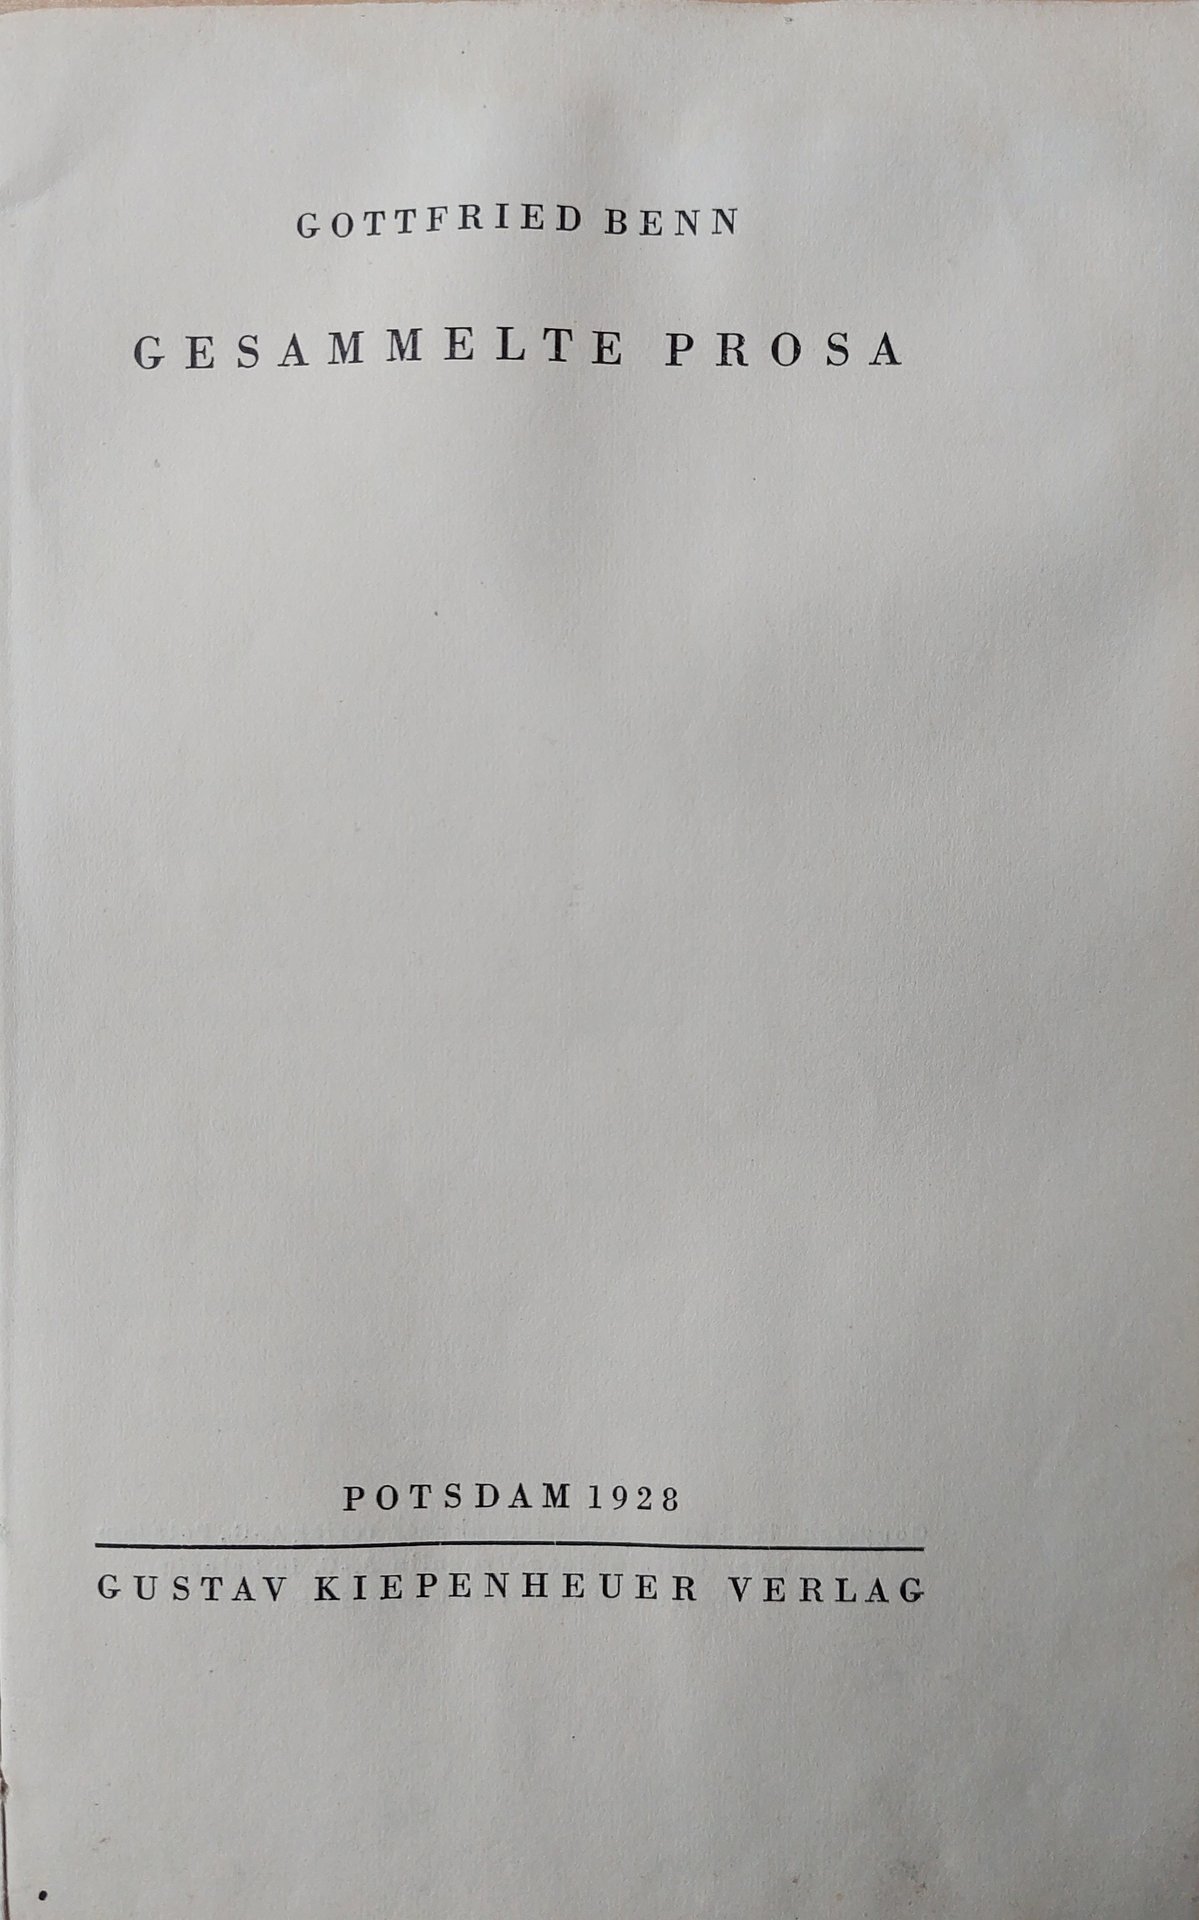 GOTTFRIED BENN
GESAMMELTE PROSA
POTSDAM 1928
GUSTAV KIEPENHEUER VERLAG